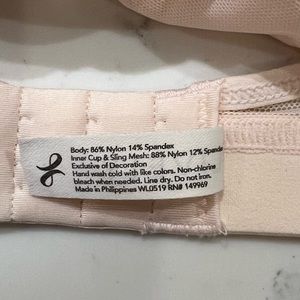 Body: 86% Nylon 14% Spandex
Inner Cup & Sling Mesh: 88% Nylon 12% Spandex
Exclusive of Decoration
Hand wash cold with like colors. Non-chlorine
bleach when needed. Line dry. Do not iron.
Made in Philippines WL0519 RN# 149969